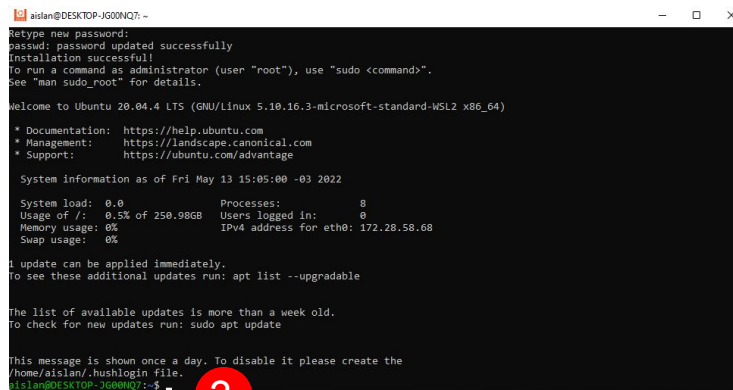 aislan@DESKTOP-JG00NQ7: ~
Retype new password:
passwd: password updated successfully
Installation successful!
To run a command as administrator (user "root"), use "sudo <command>".
See "man sudo_root" for details.
Welcome to Ubuntu 20.04.4 LTS (GNU/Linux 5.10.16.3-microsoft-standard-WSL2 x86_64)
* Documentation: https://help.ubuntu.com
* Management: https://landscape.canonical.com
* Support: https://ubuntu.com/advantage
System information as of Fri May 13 15:05:00 -03 2022
System load: 0.0 Processes: 8
Usage of /: 0.5% of 250.98GB Users logged in: 0
Memory usage: 0% IPv4 address for eth0: 172.28.58.68
Swap usage: 0%
1 update can be applied immediately.
To see these additional updates run: apt list --upgradable
The list of available updates is more than a week old.
To check for new updates run: sudo apt update
This message is shown once a day. To disable it please create the
/home/aislan/.hushlogin file.
aislan@DESKTOP-JG00NQ7:~$